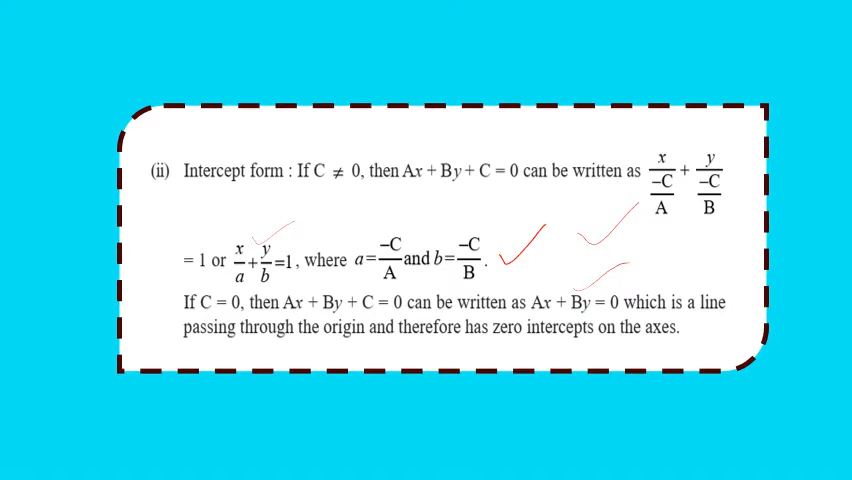 (ii) Intercept form : If C ≠ 0, then Ax + By + C = 0 can be written as x/(–C/A) + y/(–C/B)
= 1 or x/a + y/b = 1, where a = –C/A and b = –C/B.
If C = 0, then Ax + By + C = 0 can be written as Ax + By = 0 which is a line
passing through the origin and therefore has zero intercepts on the axes.